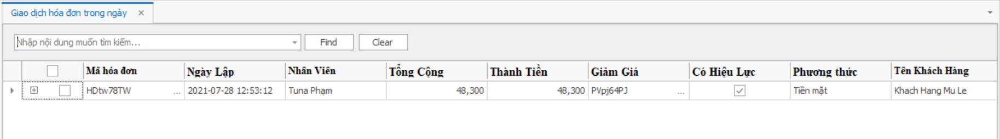 Giao dịch hóa đơn trong ngày
Nhập nội dung muốn tìm kiếm... Find Clear
Mã hóa đơn Ngày Lập Nhân Viên Tổng Cộng Thành Tiền Giảm Giá Có Hiệu Lực Phương thức Tên Khách Hàng
HDtw78TW ... 2021-07-28 12:53:12 Tuna Phạm 48,300 48,300 PVpj64PJ ... Tiền mặt Khach Hang Mu Le